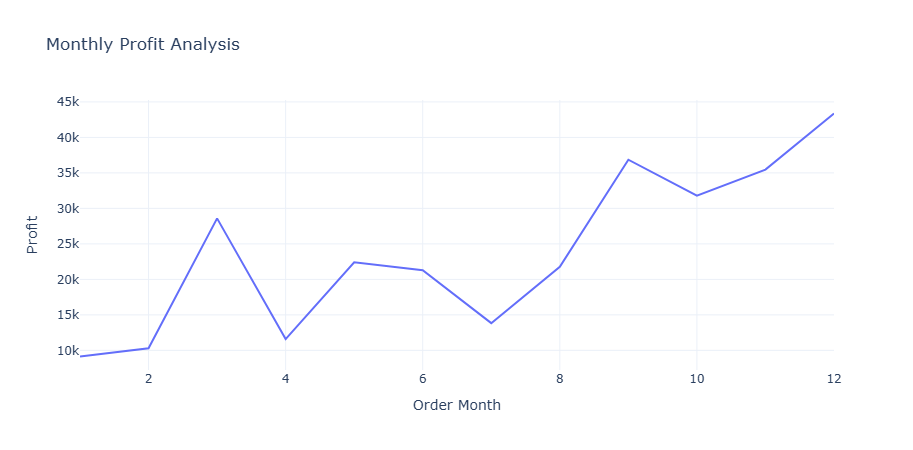 Monthly Profit Analysis
45k
40k
35k
30k
25k
20k
15k
10k
Profit
2 4 6 8 10 12
Order Month